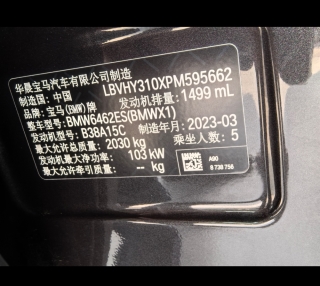 华晨宝马汽车有限公司制造
制造国：中国 LBVHY310XPM595662
品牌：宝马(BMW)牌 发动机排量：1499 mL
整车型号：BMW6462ES(BMWX1)
发动机型号：B38A15C 制造年月：2023-03
最大允许总质量：2030 kg 乘坐人数：5
发动机最大净功率：103 kW
最大允许牵引质量：-- kg
A90
8 738 756